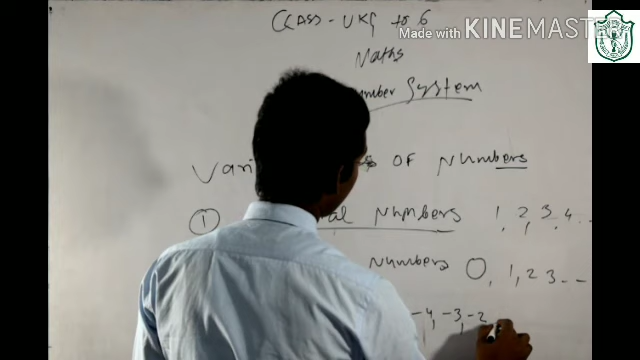 CLASS - UKG to 6
Made with KINEMASTER
Maths
Number System
OF Numbers
① Numbers 1, 2, 3, 4 ...
Numbers 0, 1, 2 3 - -
-4, -3, -2